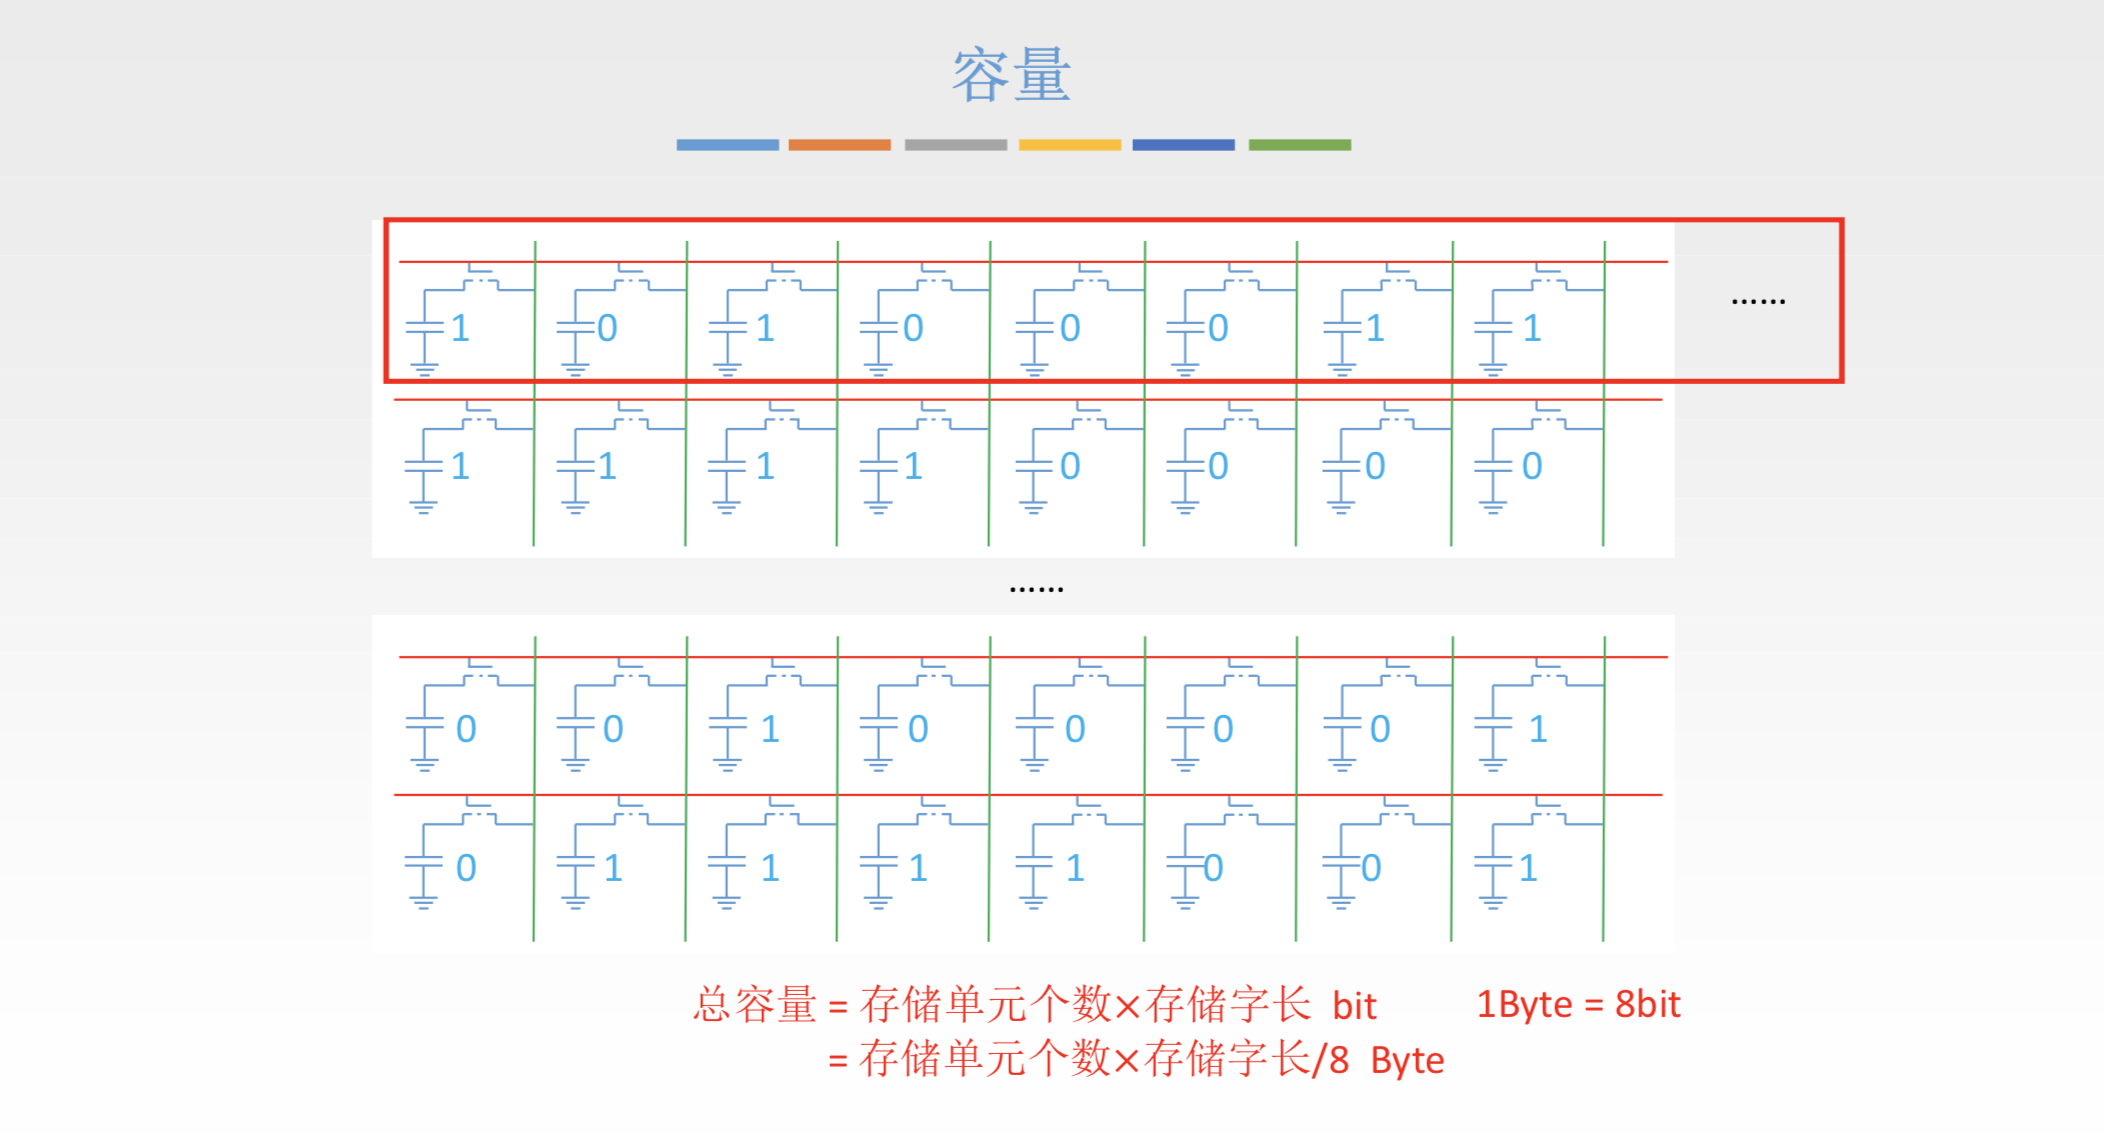 容量
1 0 1 0 0 0 1 1 ……
1 1 1 1 0 0 0 0
……
0 0 1 0 0 0 0 1
0 1 1 1 1 0 0 1
总容量 = 存储单元个数×存储字长 bit 1Byte = 8bit
= 存储单元个数×存储字长/8 Byte